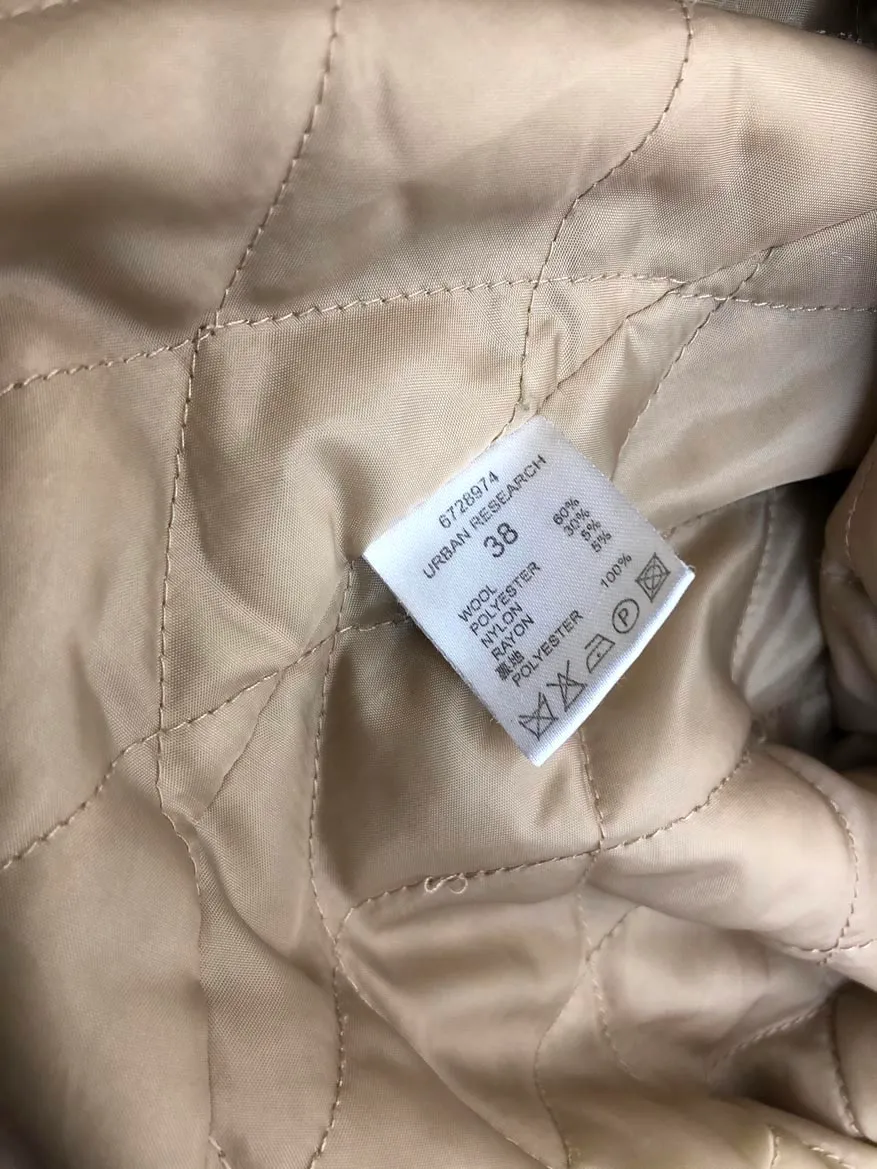 6728974
URBAN RESEARCH
38
WOOL 60%
POLYESTER 30%
NYLON 5%
RAYON 5%
裏地
POLYESTER 100%
P